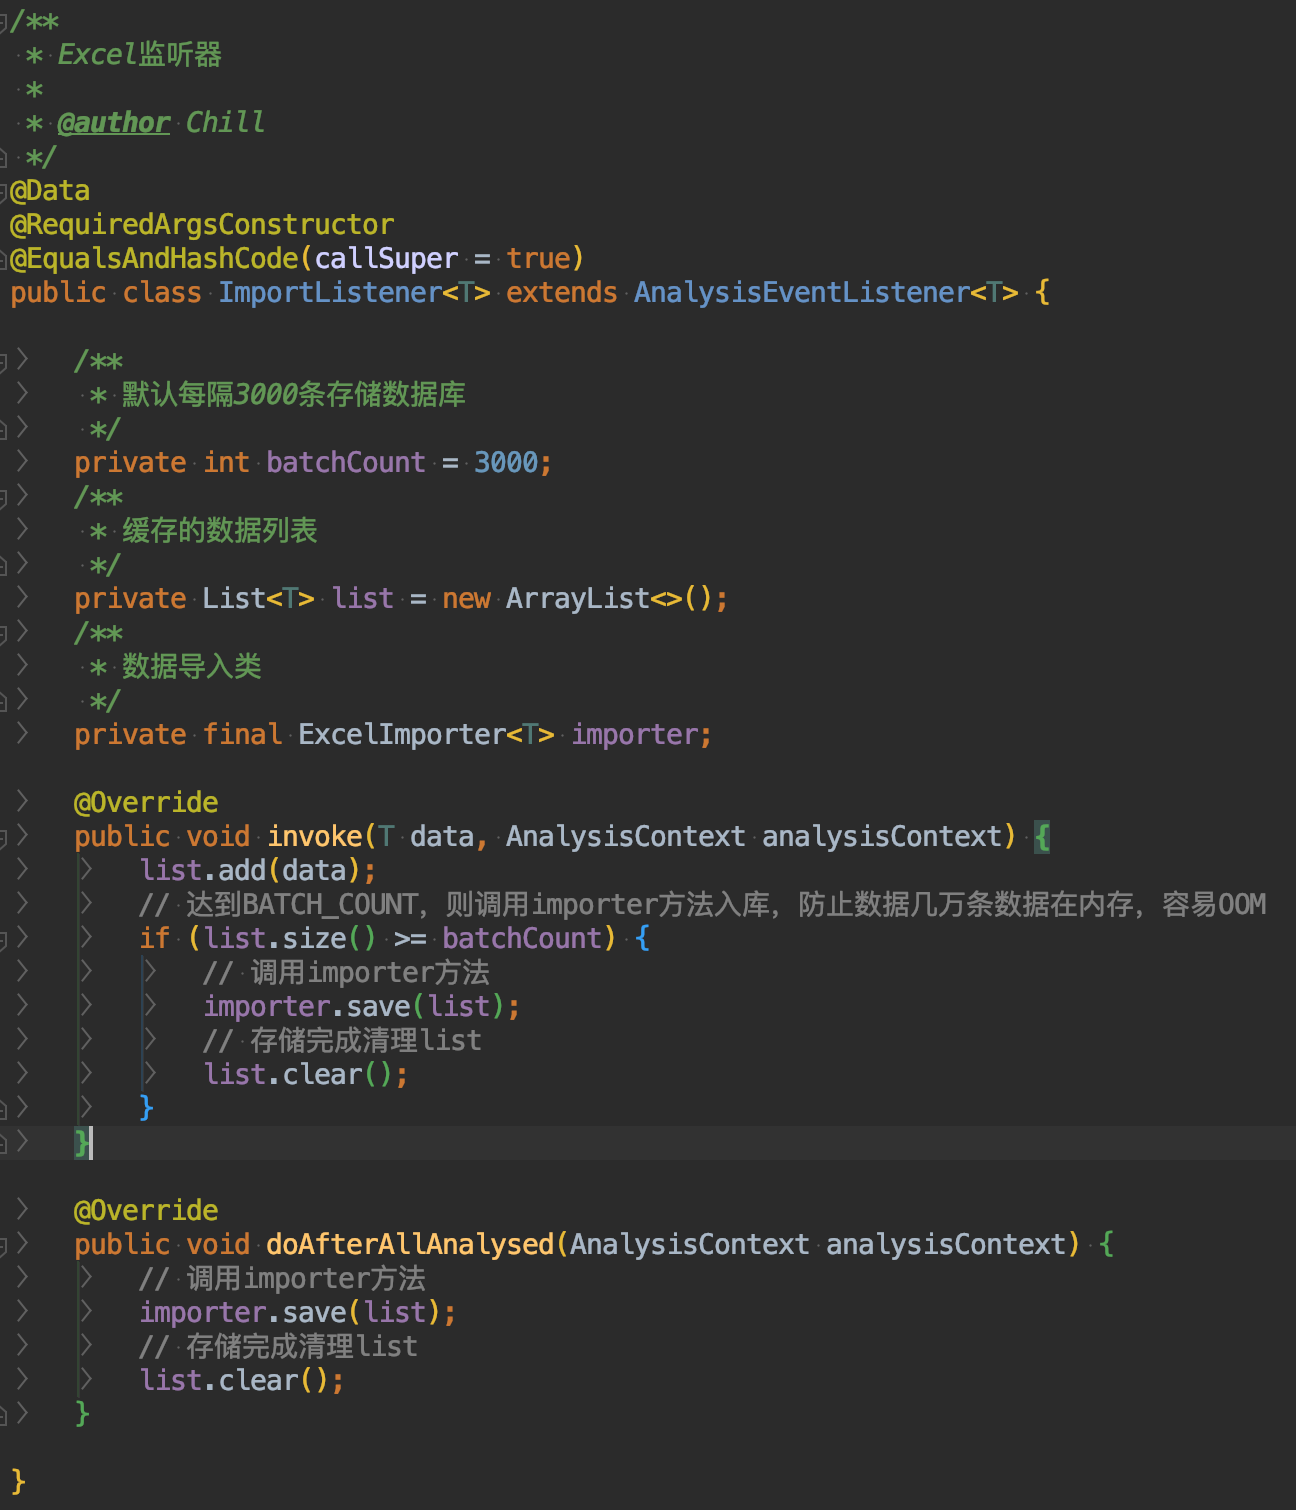 /**
 * Excel监听器
 *
 * @author Chill
 */
@Data
@RequiredArgsConstructor
@EqualsAndHashCode(callSuper = true)
public class ImportListener<T> extends AnalysisEventListener<T> {
/**
 * 默认每隔3000条存储数据库
 */
private int batchCount = 3000;
/**
 * 缓存的数据列表
 */
private List<T> list = new ArrayList<>();
/**
 * 数据导入类
 */
private final ExcelImporter<T> importer;
@Override
public void invoke(T data, AnalysisContext analysisContext) {
list.add(data);
// 达到BATCH_COUNT，则调用importer方法入库，防止数据几万条数据在内存，容易OOM
if (list.size() >= batchCount) {
// 调用importer方法
importer.save(list);
// 存储完成清理list
list.clear();
}
}
@Override
public void doAfterAllAnalysed(AnalysisContext analysisContext) {
// 调用importer方法
importer.save(list);
// 存储完成清理list
list.clear();
}
}